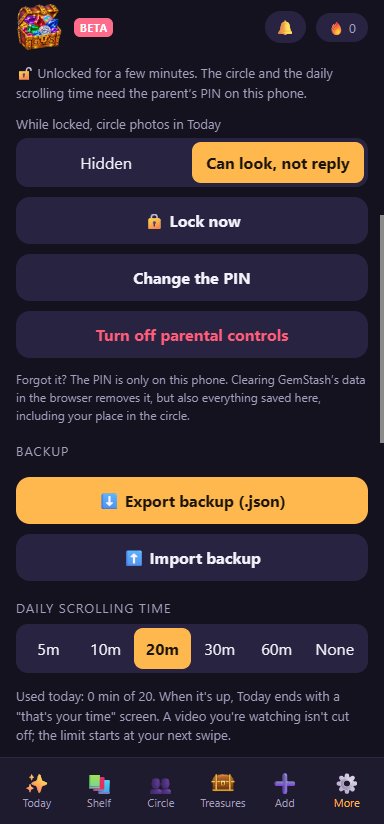 BETA
0
Unlocked for a few minutes. The circle and the daily
scrolling time need the parent's PIN on this phone.
While locked, circle photos in Today
Hidden
Can look, not reply
Lock now
Change the PIN
Turn off parental controls
Forgot it? The PIN is only on this phone. Clearing GemStash's data
in the browser removes it, but also everything saved here,
including your place in the circle.
BACKUP
Export backup (.json)
Import backup
DAILY SCROLLING TIME
5m 10m 20m 30m 60m None
Used today: 0 min of 20. When it's up, Today ends with a
"that's your time" screen. A video you're watching isn't cut
off; the limit starts at your next swipe.
Today Shelf Circle Treasures Add More